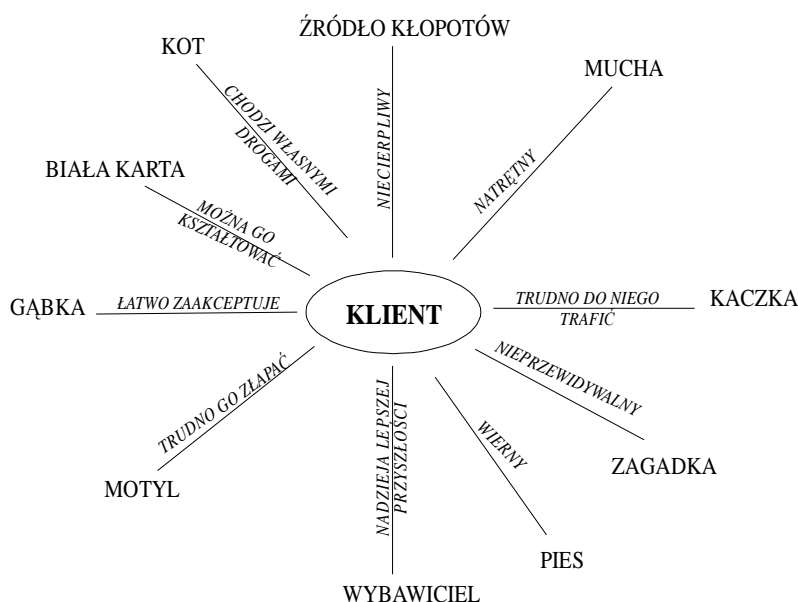 ŹRÓDŁO KŁOPOTÓW
KOT
MUCHA
CHODZI WŁASNYMI
DROGAMI
NIECIERPLIWY
NATRĘTNY
BIAŁA KARTA
MOŻNA GO
KSZTAŁTOWAĆ
GĄBKA
ŁATWO ZAAKCEPTUJE
KLIENT
TRUDNO DO NIEGO
TRAFIĆ
KACZKA
TRUDNO GO ZŁAPAĆ
MOTYL
NADZIEJA LEPSZEJ
PRZYSZŁOŚCI
WYBAWICIEL
WIERNY
PIES
NIEPRZEWIDYWALNY
ZAGADKA